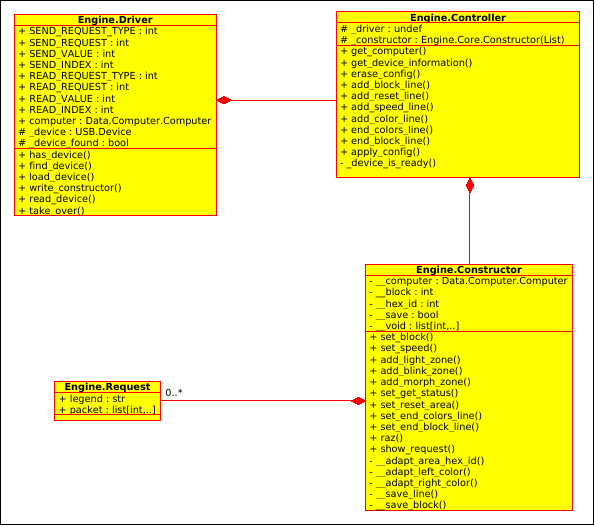 Engine.Driver
+ SEND_REQUEST_TYPE : int
+ SEND_REQUEST : int
+ SEND_VALUE : int
+ SEND_INDEX : int
+ READ_REQUEST_TYPE : int
+ READ_REQUEST : int
+ READ_VALUE : int
+ READ_INDEX : int
+ computer : Data.Computer.Computer
# _device : USB.Device
# _device_found : bool
+ has_device()
+ find_device()
+ load_device()
+ write_constructor()
+ read_device()
+ take_over()
Engine.Controller
# _driver : undef
# _constructor : Engine.Core.Constructor(List)
+ get_computer()
+ get_device_information()
+ erase_config()
+ add_block_line()
+ add_reset_line()
+ add_speed_line()
+ add_color_line()
+ end_colors_line()
+ end_block_line()
+ apply_config()
- _device_is_ready()
Engine.Constructor
- __computer : Data.Computer.Computer
- __block : int
- __hex_id : int
- __save : bool
- __void : list[int,..]
+ set_block()
+ set_speed()
+ add_light_zone()
+ add_blink_zone()
+ add_morph_zone()
+ set_get_status()
+ set_reset_area()
+ set_end_colors_line()
+ set_end_block_line()
+ raz()
+ show_request()
- __adapt_area_hex_id()
- __adapt_left_color()
- __adapt_right_color()
- __save_line()
- __save_block()
Engine.Request
+ legend : str
+ packet : list[int,..]
0..*